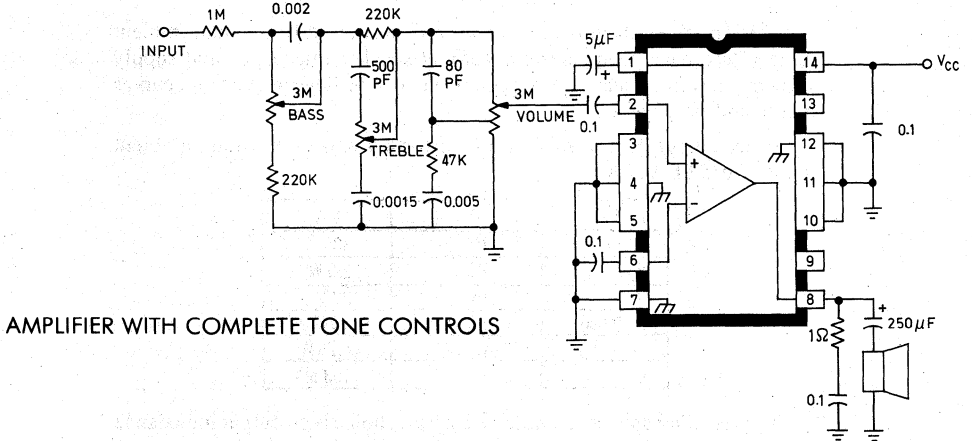 1M
0.002
220K
INPUT
3M
BASS
220K
500
pF
3M
TREBLE
0.0015
80
pF
47K
0.005
3M
VOLUME
5µF
+
0.1
0.1
1
2
3
4
5
6
7
+
−
14
13
12
11
10
9
8
VCC
0.1
+
250µF
1Ω
0.1
AMPLIFIER WITH COMPLETE TONE CONTROLS